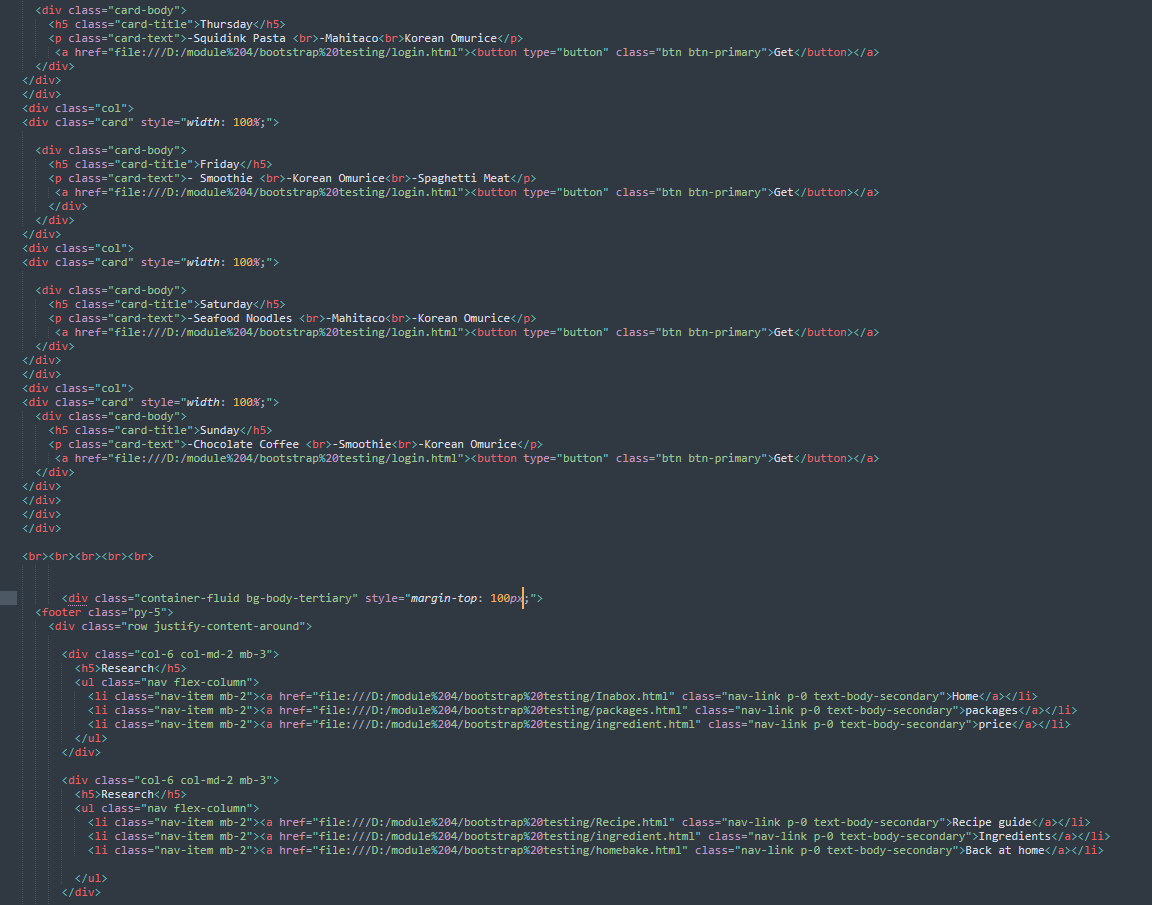 <div class="card-body">
<h5 class="card-title">Thursday</h5>
<p class="card-text">-Squidink Pasta <br>-Mahitaco<br>Korean Omurice</p>
<a href="file:///D:/module%204/bootstrap%20testing/login.html"><button type="button" class="btn btn-primary">Get</button></a>
</div>
</div>
</div>
<div class="col">
<div class="card" style="width: 100%;">
<div class="card-body">
<h5 class="card-title">Friday</h5>
<p class="card-text">- Smoothie <br>-Korean Omurice<br>-Spaghetti Meat</p>
<a href="file:///D:/module%204/bootstrap%20testing/login.html"><button type="button" class="btn btn-primary">Get</button></a>
</div>
</div>
</div>
<div class="col">
<div class="card" style="width: 100%;">
<div class="card-body">
<h5 class="card-title">Saturday</h5>
<p class="card-text">-Seafood Noodles <br>-Mahitaco<br>-Korean Omurice</p>
<a href="file:///D:/module%204/bootstrap%20testing/login.html"><button type="button" class="btn btn-primary">Get</button></a>
</div>
</div>
</div>
<div class="col">
<div class="card" style="width: 100%;">
<div class="card-body">
<h5 class="card-title">Sunday</h5>
<p class="card-text">-Chocolate Coffee <br>-Smoothie<br>-Korean Omurice</p>
<a href="file:///D:/module%204/bootstrap%20testing/login.html"><button type="button" class="btn btn-primary">Get</button></a>
</div>
</div>
</div>
</div>
</div>
<br><br><br><br><br>
<div class="container-fluid bg-body-tertiary" style="margin-top: 100px;">
<footer class="py-5">
<div class="row justify-content-around">
<div class="col-6 col-md-2 mb-3">
<h5>Research</h5>
<ul class="nav flex-column">
<li class="nav-item mb-2"><a href="file:///D:/module%204/bootstrap%20testing/Inabox.html" class="nav-link p-0 text-body-secondary">Home</a></li>
<li class="nav-item mb-2"><a href="file:///D:/module%204/bootstrap%20testing/packages.html" class="nav-link p-0 text-body-secondary">packages</a></li>
<li class="nav-item mb-2"><a href="file:///D:/module%204/bootstrap%20testing/ingredient.html" class="nav-link p-0 text-body-secondary">price</a></li>
</ul>
</div>
<div class="col-6 col-md-2 mb-3">
<h5>Research</h5>
<ul class="nav flex-column">
<li class="nav-item mb-2"><a href="file:///D:/module%204/bootstrap%20testing/Recipe.html" class="nav-link p-0 text-body-secondary">Recipe guide</a></li>
<li class="nav-item mb-2"><a href="file:///D:/module%204/bootstrap%20testing/ingredient.html" class="nav-link p-0 text-body-secondary">Ingredients</a></li>
<li class="nav-item mb-2"><a href="file:///D:/module%204/bootstrap%20testing/homebake.html" class="nav-link p-0 text-body-secondary">Back at home</a></li>
</ul>
</div>